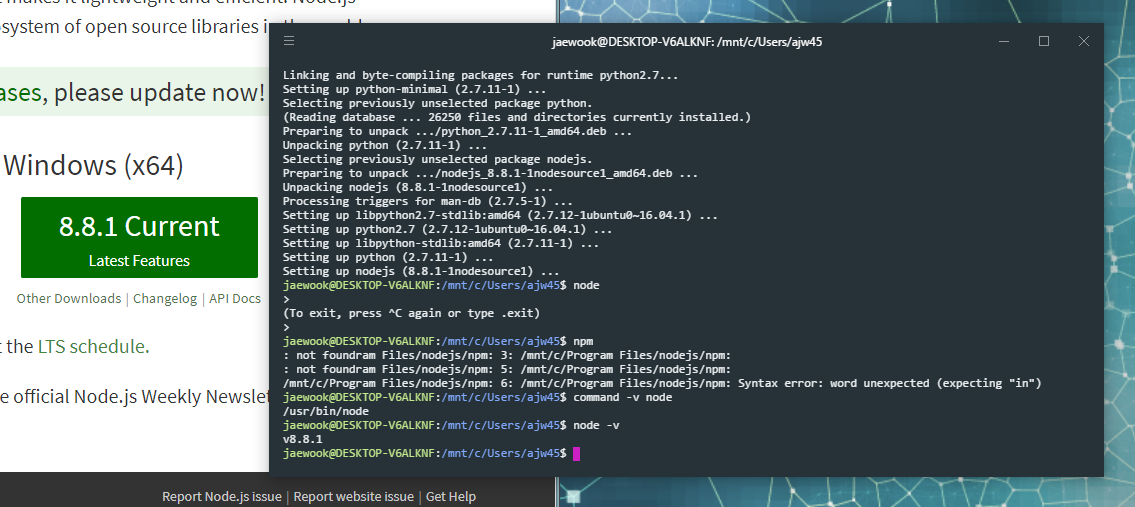 makes it lightweight and efficient. Node.js
system of open source libraries in
ases, please update now!
Windows (x64)
8.8.1 Current
Latest Features
Other Downloads | Changelog | API Docs
the LTS schedule.
e official Node.js Weekly Newslet
Report Node.js issue | Report website issue | Get Help
jaewook@DESKTOP-V6ALKNF: /mnt/c/Users/ajw45
Linking and byte-compiling packages for runtime python2.7...
Setting up python-minimal (2.7.11-1) ...
Selecting previously unselected package python.
(Reading database ... 26250 files and directories currently installed.)
Preparing to unpack .../python_2.7.11-1_amd64.deb ...
Unpacking python (2.7.11-1) ...
Selecting previously unselected package nodejs.
Preparing to unpack .../nodejs_8.8.1-1nodesource1_amd64.deb ...
Unpacking nodejs (8.8.1-1nodesource1) ...
Processing triggers for man-db (2.7.5-1) ...
Setting up libpython2.7-stdlib:amd64 (2.7.12-1ubuntu0~16.04.1) ...
Setting up python2.7 (2.7.12-1ubuntu0~16.04.1) ...
Setting up libpython-stdlib:amd64 (2.7.11-1) ...
Setting up python (2.7.11-1) ...
Setting up nodejs (8.8.1-1nodesource1) ...
jaewook@DESKTOP-V6ALKNF:/mnt/c/Users/ajw45$ node
>
(To exit, press ^C again or type .exit)
>
jaewook@DESKTOP-V6ALKNF:/mnt/c/Users/ajw45$ npm
: not foundram Files/nodejs/npm: 3: /mnt/c/Program Files/nodejs/npm:
: not foundram Files/nodejs/npm: 5: /mnt/c/Program Files/nodejs/npm:
/mnt/c/Program Files/nodejs/npm: 6: /mnt/c/Program Files/nodejs/npm: Syntax error: word unexpected (expecting "in")
jaewook@DESKTOP-V6ALKNF:/mnt/c/Users/ajw45$ command -v node
/usr/bin/node
jaewook@DESKTOP-V6ALKNF:/mnt/c/Users/ajw45$ node -v
v8.8.1
jaewook@DESKTOP-V6ALKNF:/mnt/c/Users/ajw45$